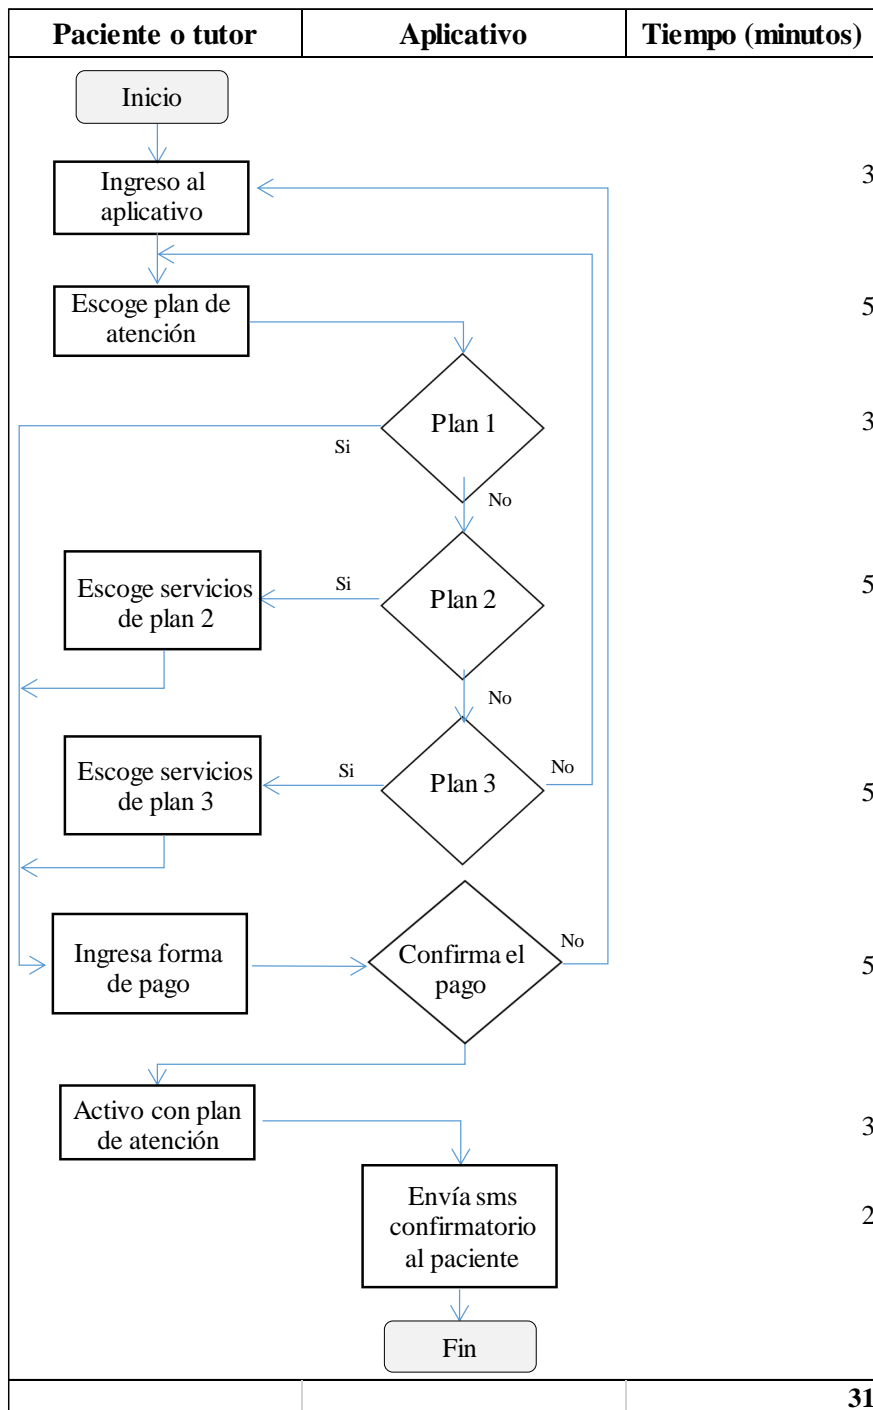 Paciente o tutor
Aplicativo
Tiempo (minutos)
Inicio
Ingreso al
aplicativo
3
Escoge plan de
atención
5
Plan 1
3
Si
No
Escoge servicios
de plan 2
Si
Plan 2
5
No
Escoge servicios
de plan 3
Si
Plan 3
No
5
Ingresa forma
de pago
Confirma el
pago
No
5
Activo con plan
de atención
3
Envía sms
confirmatorio
al paciente
2
Fin
31